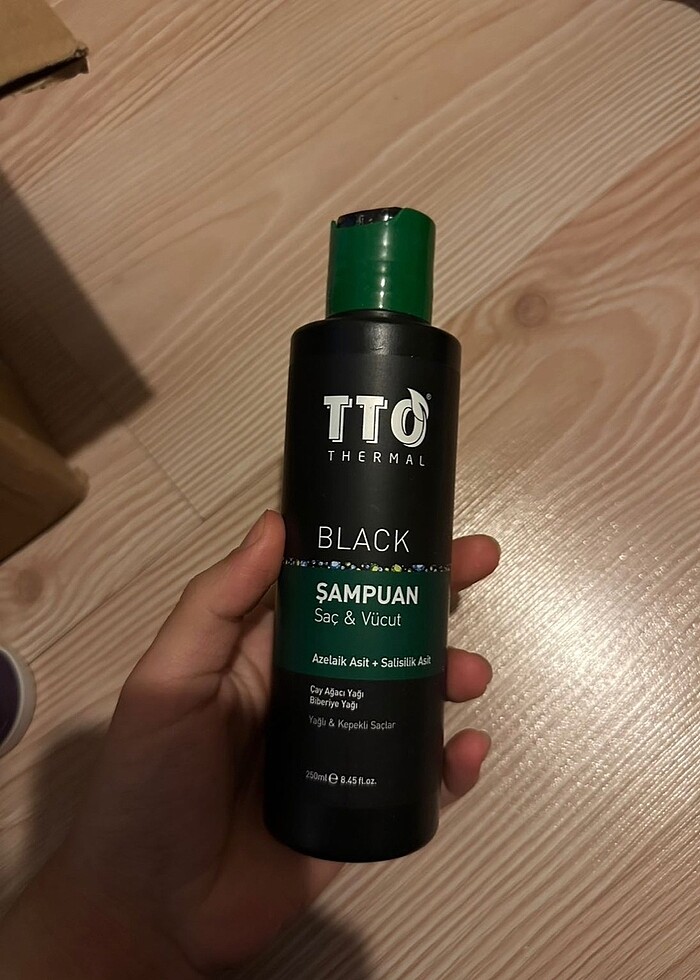 TTO®
THERMAL
BLACK
ŞAMPUAN
Saç & Vücut
Azelaik Asit + Salisilik Asit
Çay Ağacı Yağı
Biberiye Yağı
Yağlı & Kepekli Saçlar
250ml ℮ 8.45 fl.oz.